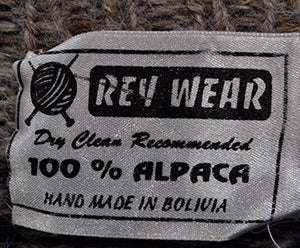 REY WEAR
Dry Clean Recommended
100 % ALPACA
HAND MADE IN BOLIVIA